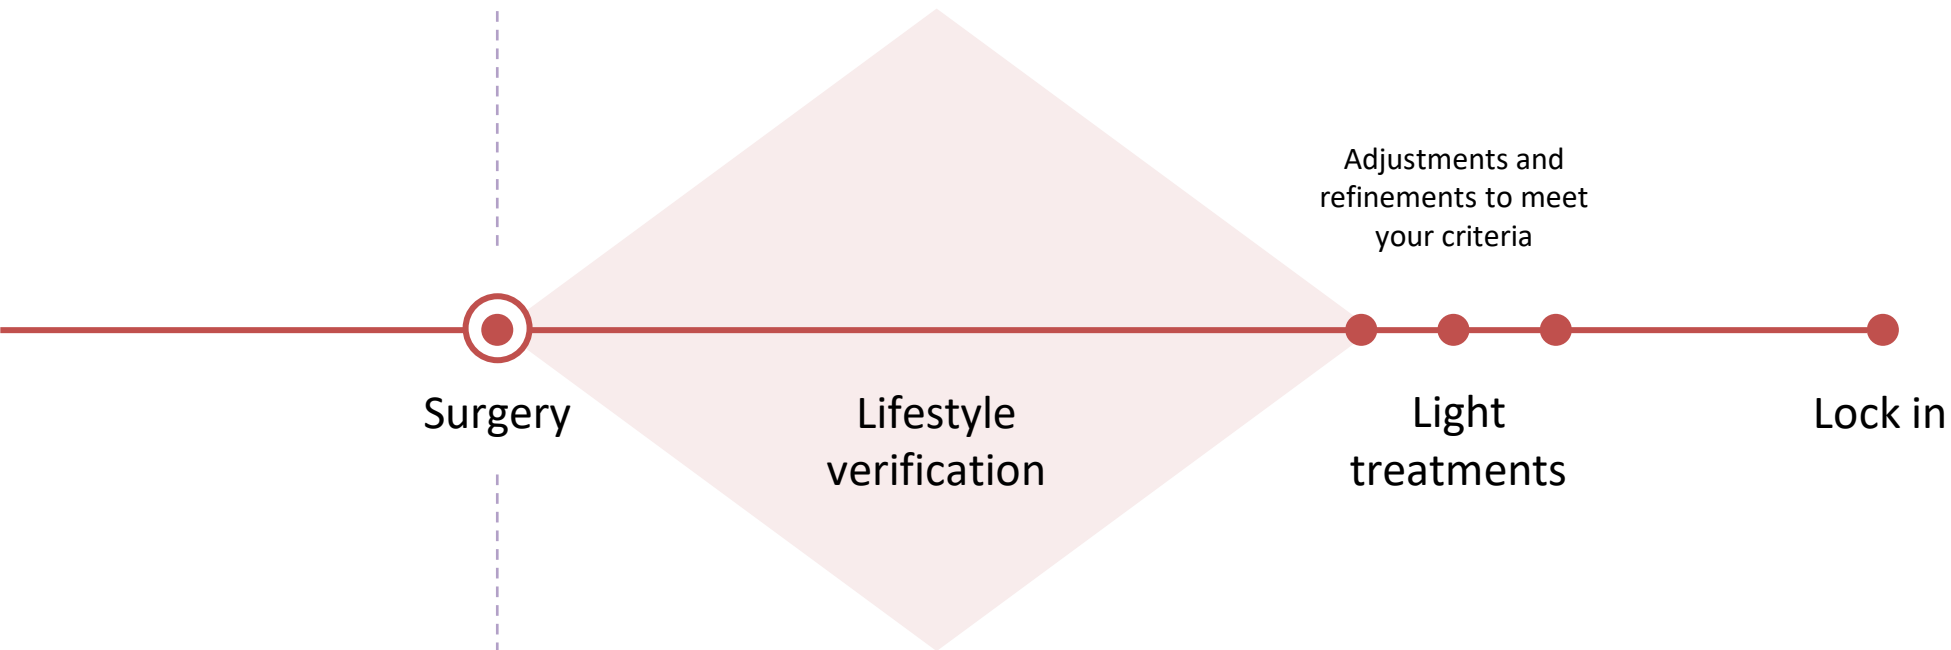 Adjustments and
refinements to meet
your criteria
Surgery
Lifestyle
verification
Light
treatments
Lock in